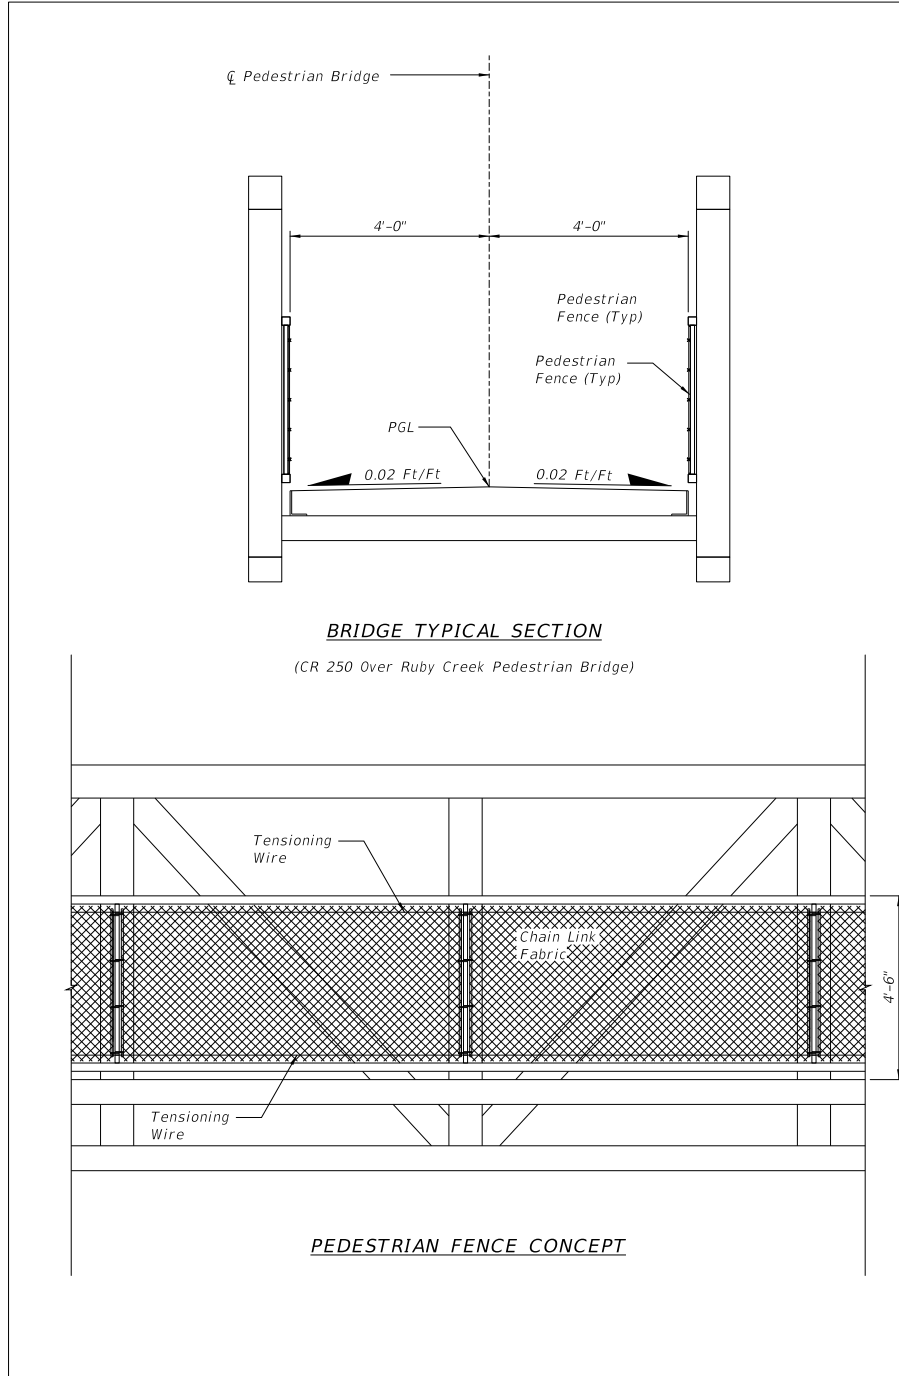 ℄ Pedestrian Bridge
4'-0" 4'-0"
Pedestrian
Fence (Typ)
Pedestrian
Fence (Typ)
PGL
0.02 Ft/Ft 0.02 Ft/Ft
BRIDGE TYPICAL SECTION
(CR 250 Over Ruby Creek Pedestrian Bridge)
Tensioning
Wire
Chain Link
Fabric
4'-6"
Tensioning
Wire
PEDESTRIAN FENCE CONCEPT